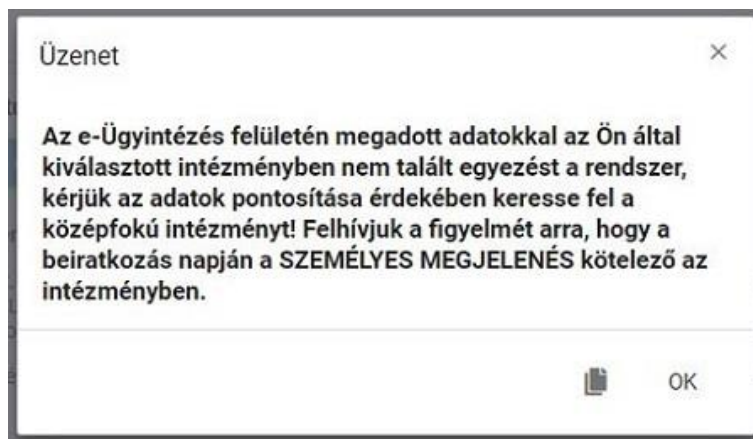 Üzenet
Az e-Ügyintézés felületén megadott adatokkal az Ön által
kiválasztott intézményben nem talált egyezést a rendszer,
kérjük az adatok pontosítása érdekében keresse fel a
középfokú intézményt! Felhívjuk a figyelmét arra, hogy a
beiratkozás napján a SZEMÉLYES MEGJELENÉS kötelező az
intézményben.
OK